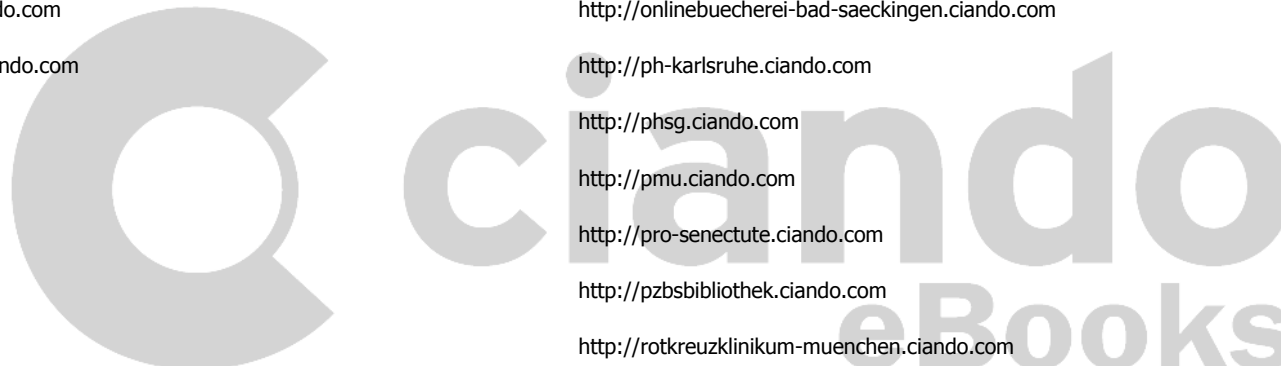 do.com
ndo.com
http://onlinebuecherei-bad-saeckingen.ciando.com
http://ph-karlsruhe.ciando.com
http://phsg.ciando.com
http://pmu.ciando.com
http://pro-senectute.ciando.com
http://pzbsbibliothek.ciando.com
http://rotkreuzklinikum-muenchen.ciando.com
ciando
eBooks